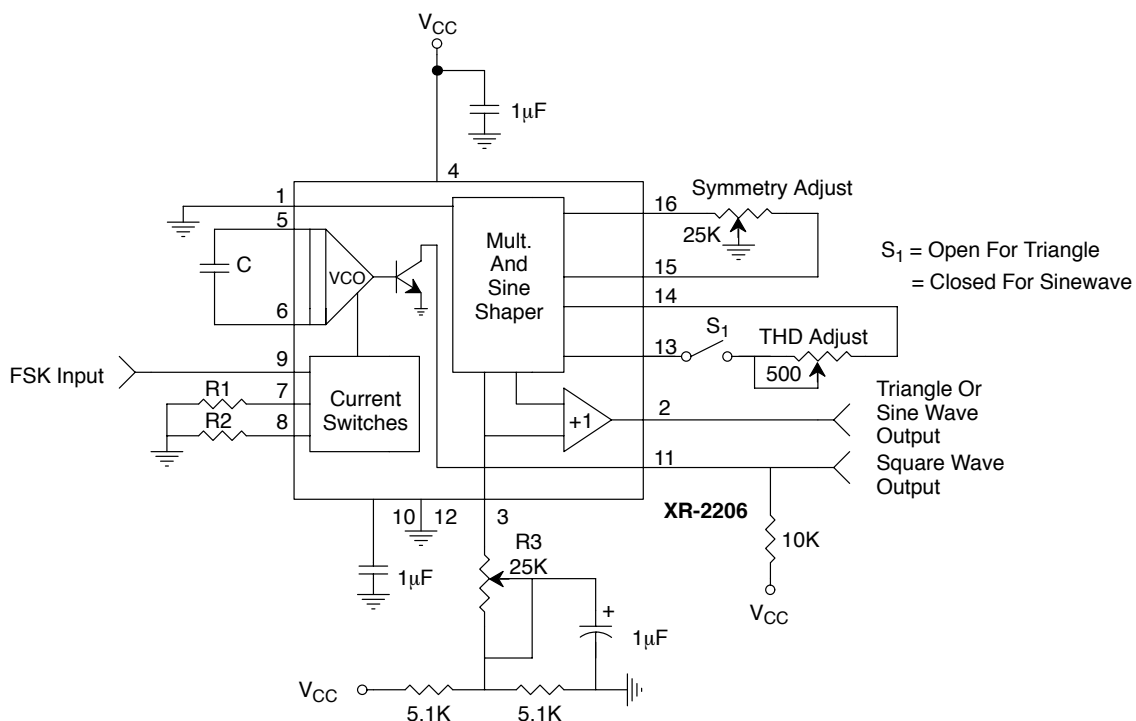 V_CC
1μF
4
1
5
C
6
VCO
Mult.
And
Sine
Shaper
16
Symmetry Adjust
25K
15
14
S₁ = Open For Triangle
= Closed For Sinewave
13
S₁
THD Adjust
500
FSK Input
9
R1
7
R2
8
Current
Switches
+1
2
Triangle Or
Sine Wave
Output
11
Square Wave
Output
XR-2206
10
12
3
1μF
R3
25K
10K
V_CC
+
1μF
V_CC
5.1K
5.1K